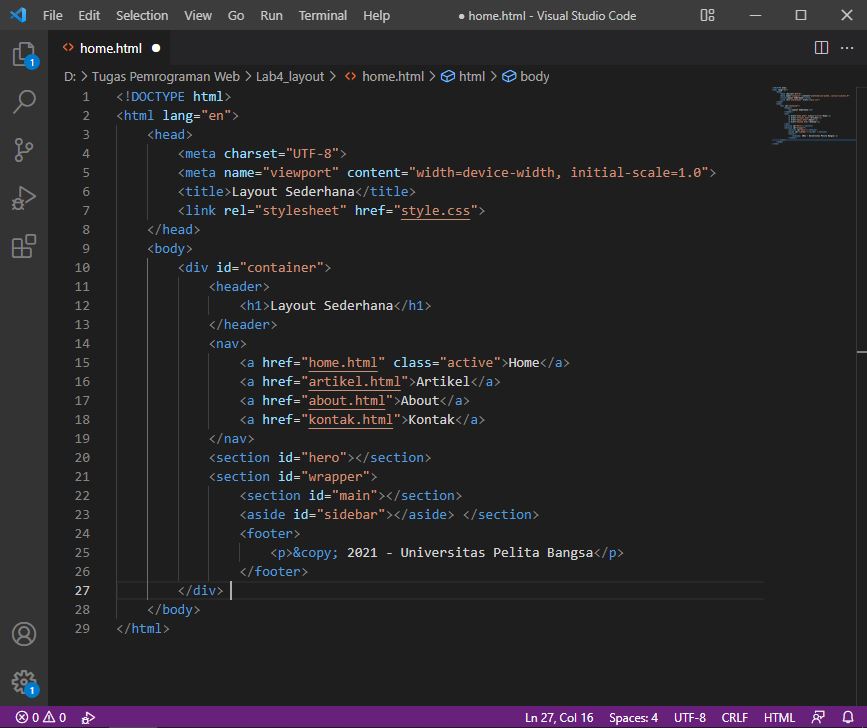 File Edit Selection View Go Run Terminal Help ● home.html - Visual Studio Code
<> home.html ●
D: > Tugas Pemrograman Web > Lab4_layout > <> home.html > html > body
1 <!DOCTYPE html>
2 <html lang="en">
3     <head>
4         <meta charset="UTF-8">
5         <meta name="viewport" content="width=device-width, initial-scale=1.0">
6         <title>Layout Sederhana</title>
7         <link rel="stylesheet" href="style.css">
8     </head>
9     <body>
10         <div id="container">
11             <header>
12                 <h1>Layout Sederhana</h1>
13             </header>
14             <nav>
15                 <a href="home.html" class="active">Home</a>
16                 <a href="artikel.html">Artikel</a>
17                 <a href="about.html">About</a>
18                 <a href="kontak.html">Kontak</a>
19             </nav>
20             <section id="hero"></section>
21             <section id="wrapper">
22                 <section id="main"></section>
23                 <aside id="sidebar"></aside> </section>
24                 <footer>
25                     <p>&copy; 2021 - Universitas Pelita Bangsa</p>
26                 </footer>
27         </div>
28     </body>
29 </html>
1
1
0 0 Ln 27, Col 16 Spaces: 4 UTF-8 CRLF HTML